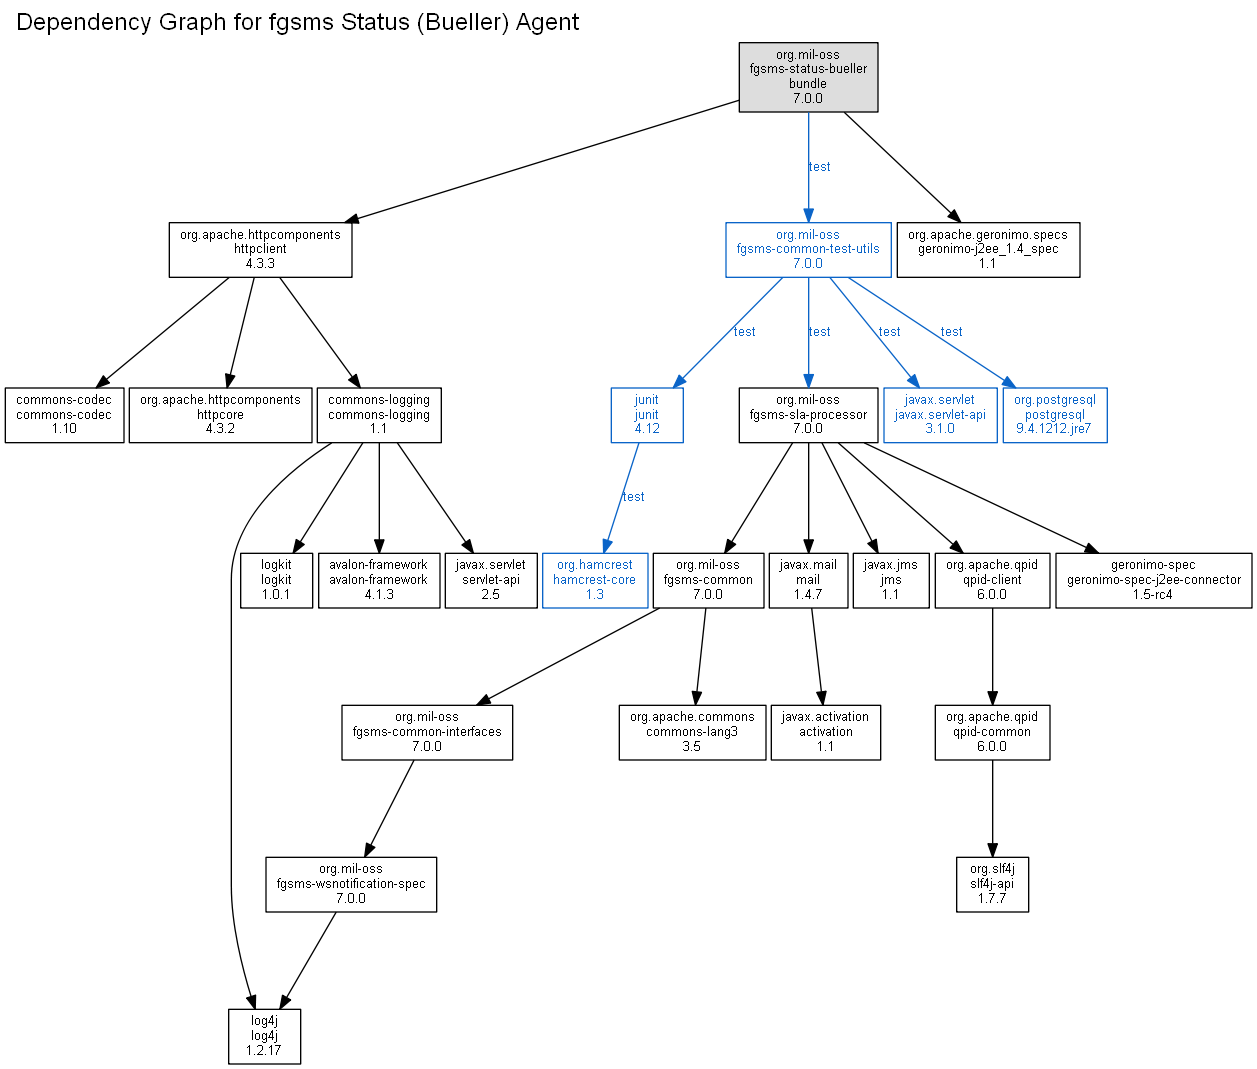 Dependency Graph for fgsms Status (Bueller) Agent
org.mil-oss
fgsms-status-bueller
bundle
7.0.0
test
org.apache.httpcomponents
httpclient
4.3.3
org.mil-oss
fgsms-common-test-utils
7.0.0
org.apache.geronimo.specs
geronimo-j2ee_1.4_spec
1.1
test
test
test
test
commons-codec
commons-codec
1.10
org.apache.httpcomponents
httpcore
4.3.2
commons-logging
commons-logging
1.1
junit
junit
4.12
org.mil-oss
fgsms-sla-processor
7.0.0
javax.servlet
javax.servlet-api
3.1.0
org.postgresql
postgresql
9.4.1212.jre7
test
logkit
logkit
1.0.1
avalon-framework
avalon-framework
4.1.3
javax.servlet
servlet-api
2.5
org.hamcrest
hamcrest-core
1.3
org.mil-oss
fgsms-common
7.0.0
javax.mail
mail
1.4.7
javax.jms
jms
1.1
org.apache.qpid
qpid-client
6.0.0
geronimo-spec
geronimo-spec-j2ee-connector
1.5-rc4
org.mil-oss
fgsms-common-interfaces
7.0.0
org.apache.commons
commons-lang3
3.5
javax.activation
activation
1.1
org.apache.qpid
qpid-common
6.0.0
org.mil-oss
fgsms-wsnotification-spec
7.0.0
org.slf4j
slf4j-api
1.7.7
log4j
log4j
1.2.17